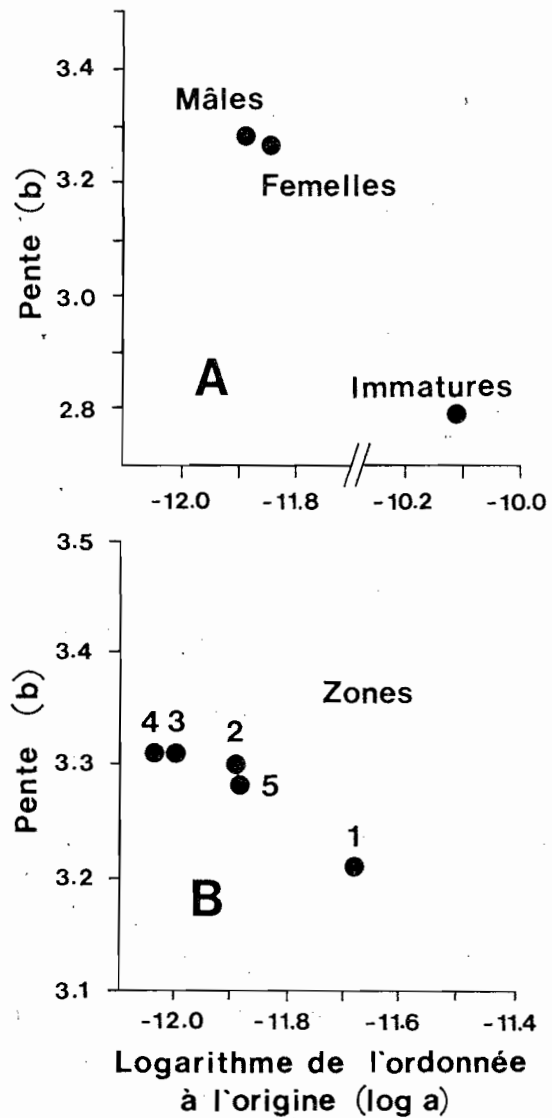 3.4
Mâles
3.2
Femelles
Pente (b)
3.0
A
Immatures
2.8
-12.0 -11.8 -10.2 -10.0
3.5
3.4
Zones
4 3 2
3.3
5
Pente (b)
1
3.2
B
3.1
-12.0 -11.8 -11.6 -11.4
Logarithme de l'ordonnée
à l'origine (log a)